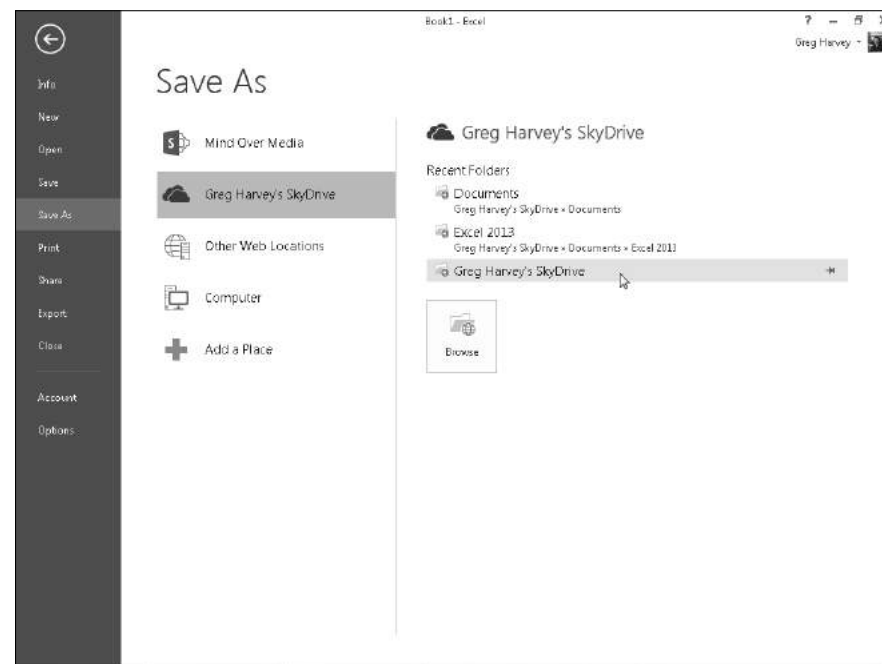 Book1 - Excel
?
Greg Harvey
Info
New
Open
Save
Save As
Print
Share
Export
Close
Account
Options
Save As
S
Mind Over Media
Greg Harvey's SkyDrive
Other Web Locations
Computer
Add a Place
Greg Harvey's SkyDrive
Recent Folders
Documents
Greg Harvey's SkyDrive » Documents
Excel 2013
Greg Harvey's SkyDrive » Documents » Excel 2013
Greg Harvey's SkyDrive
Browse